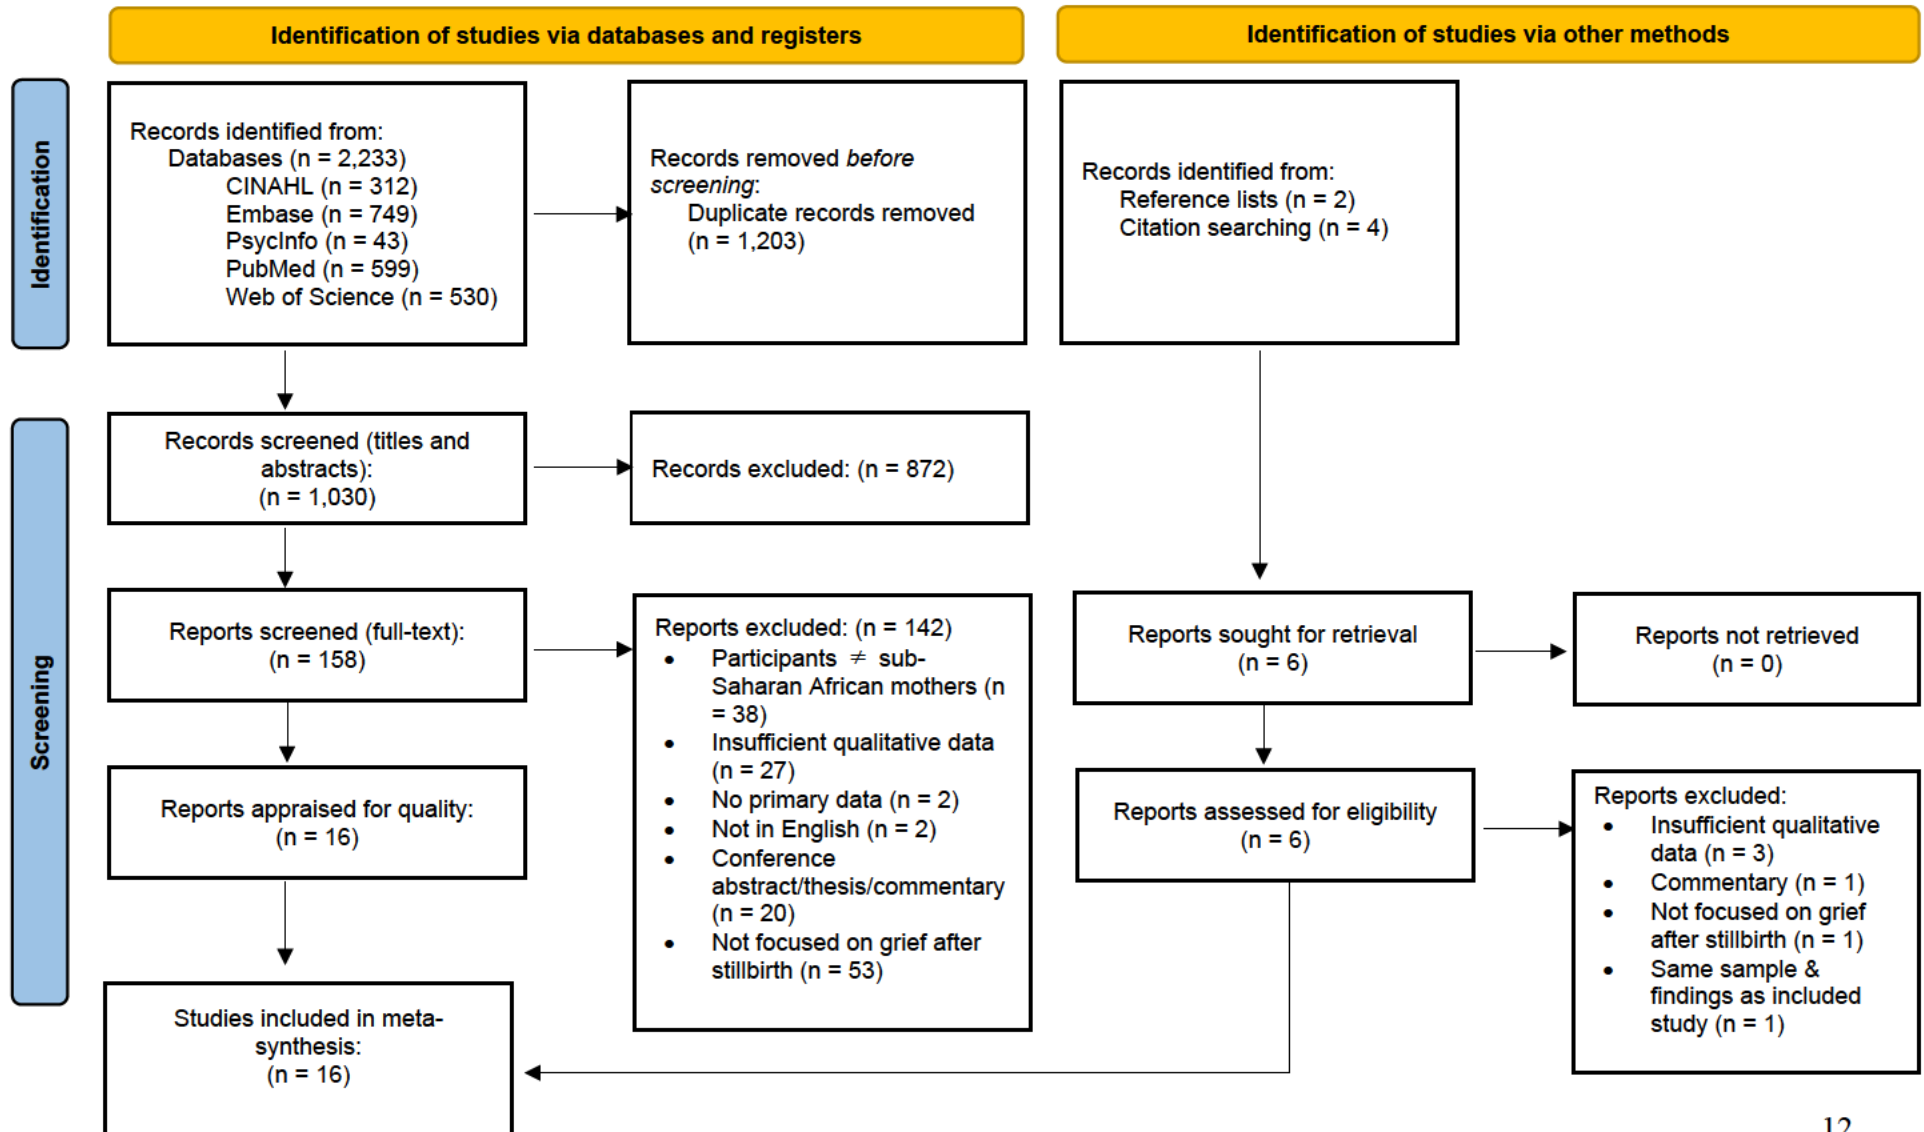 Identification of studies via databases and registers
Identification of studies via other methods
Identification
Records identified from:
Databases (n = 2,233)
CINAHL (n = 312)
Embase (n = 749)
PsycInfo (n = 43)
PubMed (n = 599)
Web of Science (n = 530)
Records removed before
screening:
Duplicate records removed
(n = 1,203)
Records identified from:
Reference lists (n = 2)
Citation searching (n = 4)
Screening
Records screened (titles and
abstracts):
(n = 1,030)
Records excluded: (n = 872)
Reports screened (full-text):
(n = 158)
Reports excluded: (n = 142)
• Participants ≠ sub-
Saharan African mothers (n
= 38)
• Insufficient qualitative data
(n = 27)
• No primary data (n = 2)
• Not in English (n = 2)
• Conference
abstract/thesis/commentary
(n = 20)
• Not focused on grief after
stillbirth (n = 53)
Reports sought for retrieval
(n = 6)
Reports not retrieved
(n = 0)
Reports appraised for quality:
(n = 16)
Reports assessed for eligibility
(n = 6)
Reports excluded:
• Insufficient qualitative
data (n = 3)
• Commentary (n = 1)
• Not focused on grief
after stillbirth (n = 1)
• Same sample &
findings as included
study (n = 1)
Studies included in meta-
synthesis:
(n = 16)
12